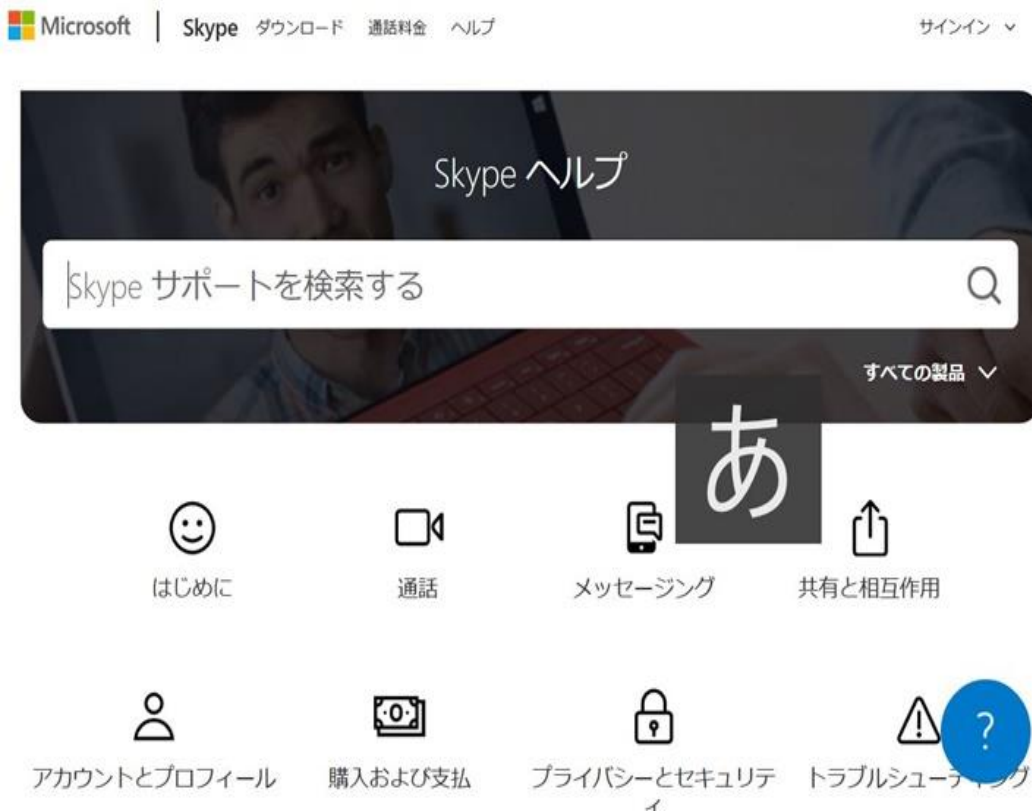 Microsoft Skype ダウンロード 通話料金 ヘルプ サインイン
Skype ヘルプ
Skype サポートを検索する
すべての製品
あ
はじめに 通話 メッセージング 共有と相互作用
アカウントとプロフィール 購入および支払 プライバシーとセキュリテ トラブルシューティング
ィ
?